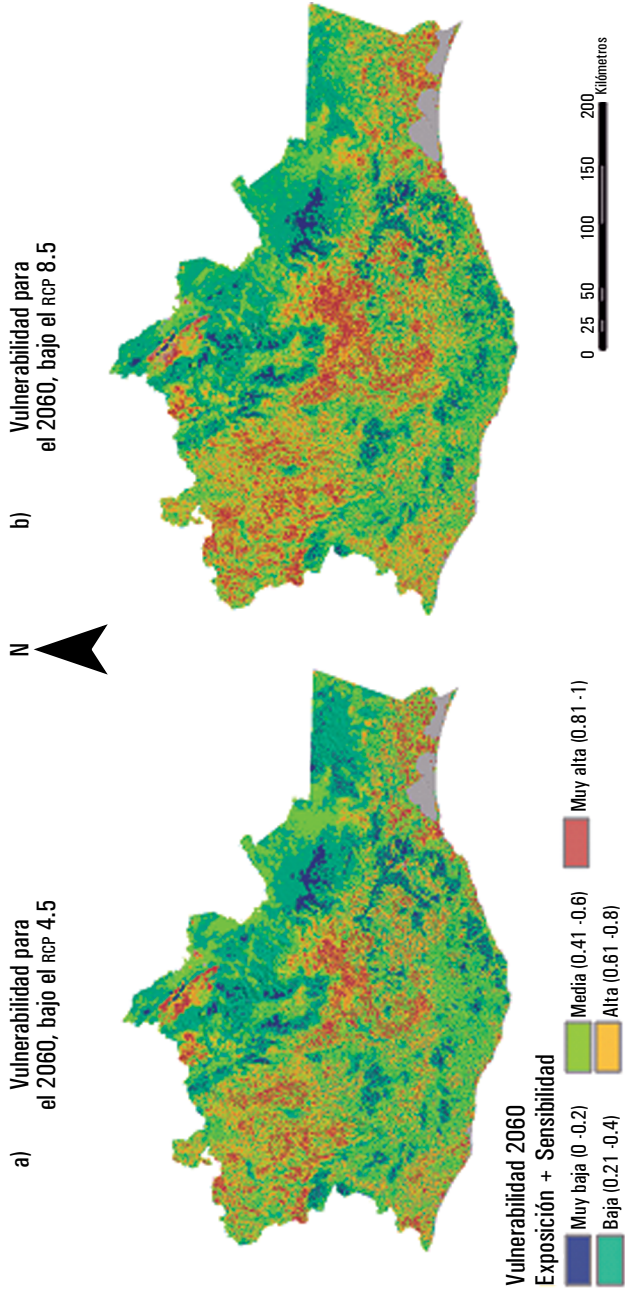 a)
Vulnerabilidad para
el 2060, bajo el RCP 4.5
N
b)
Vulnerabilidad para
el 2060, bajo el RCP 8.5
Vulnerabilidad 2060
Exposición + Sensibilidad
Muy baja (0 -0.2)
Baja (0.21 -0.4)
Media (0.41 -0.6)
Alta (0.61 -0.8)
Muy alta (0.81 -1)
0 25 50 100 150 200
Kilómetros